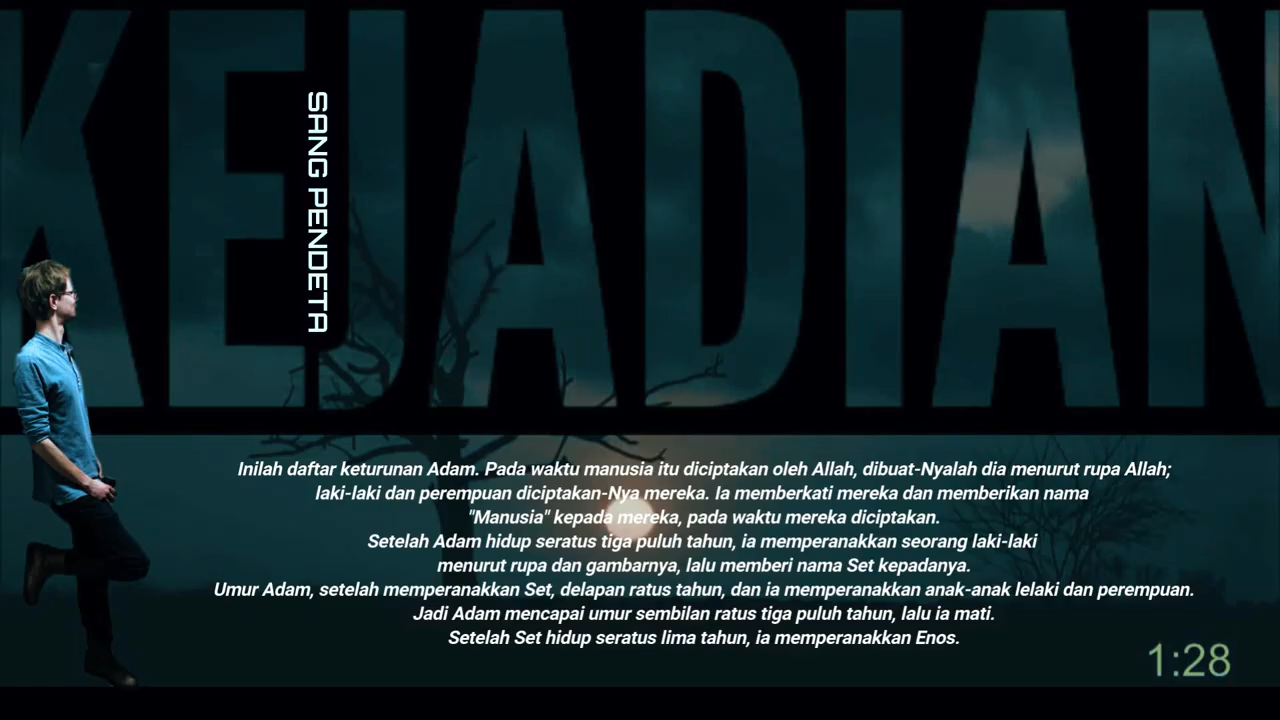 KEJADIAN
SANG PENDETA
Inilah daftar keturunan Adam. Pada waktu manusia itu diciptakan oleh Allah, dibuat-Nyalah dia menurut rupa Allah;
laki-laki dan perempuan diciptakan-Nya mereka. Ia memberkati mereka dan memberikan nama
"Manusia" kepada mereka, pada waktu mereka diciptakan.
Setelah Adam hidup seratus tiga puluh tahun, ia memperanakkan seorang laki-laki
menurut rupa dan gambarnya, lalu memberi nama Set kepadanya.
Umur Adam, setelah memperanakkan Set, delapan ratus tahun, dan ia memperanakkan anak-anak lelaki dan perempuan.
Jadi Adam mencapai umur sembilan ratus tiga puluh tahun, lalu ia mati.
Setelah Set hidup seratus lima tahun, ia memperanakkan Enos.
1:28